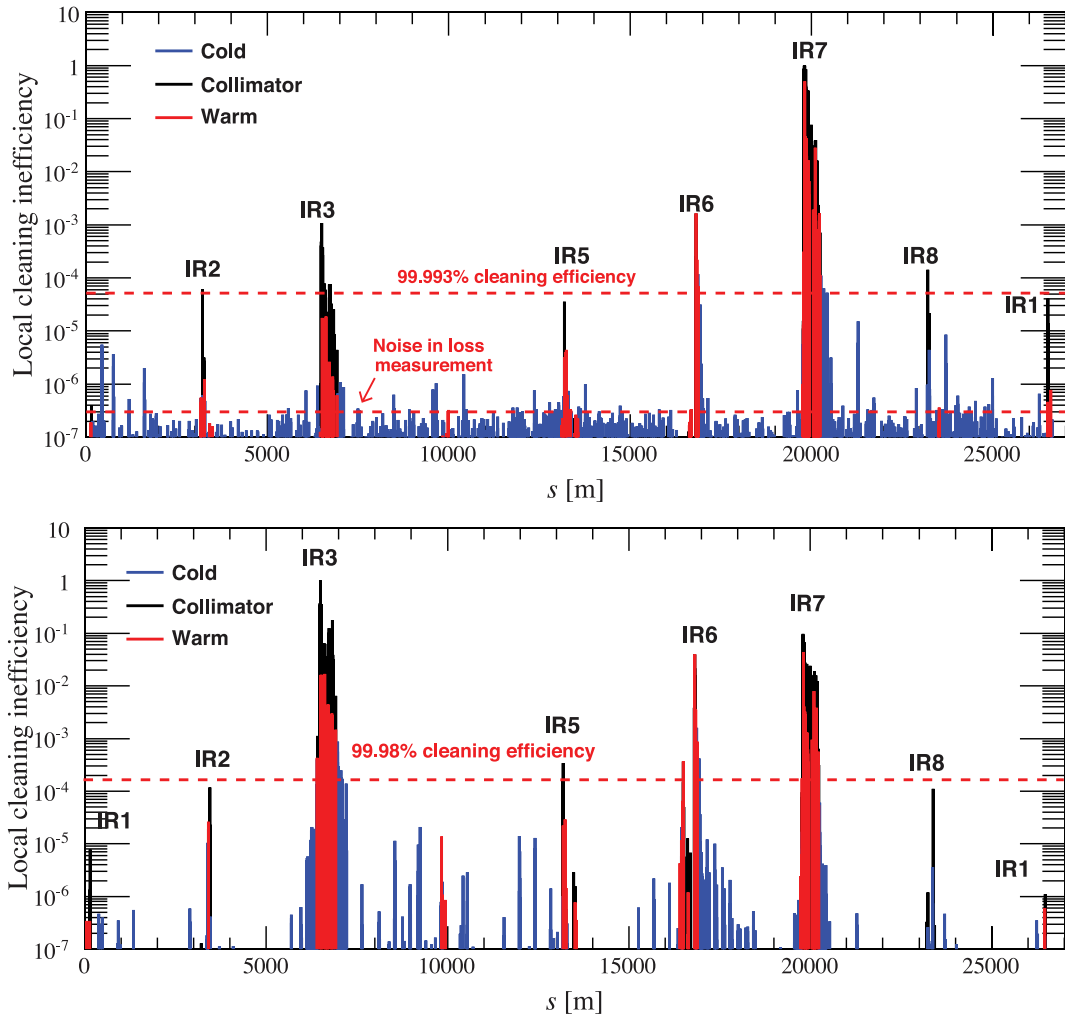 10
Cold
IR7
1
Collimator
10⁻¹
Warm
10⁻²
IR3
IR6
10⁻³
IR2
IR5
IR8
10⁻⁴
99.993% cleaning efficiency
IR1
10⁻⁵
Noise in loss
measurement
10⁻⁶
10⁻⁷
Local cleaning inefficiency
0 5000 10000 15000 20000 25000
s [m]
10
IR3
Cold
1
Collimator
IR7
10⁻¹
Warm
IR6
10⁻²
IR5
10⁻³
99.98% cleaning efficiency
IR2
IR8
10⁻⁴
IR1
10⁻⁵
IR1
10⁻⁶
10⁻⁷
Local cleaning inefficiency
0 5000 10000 15000 20000 25000
s [m]